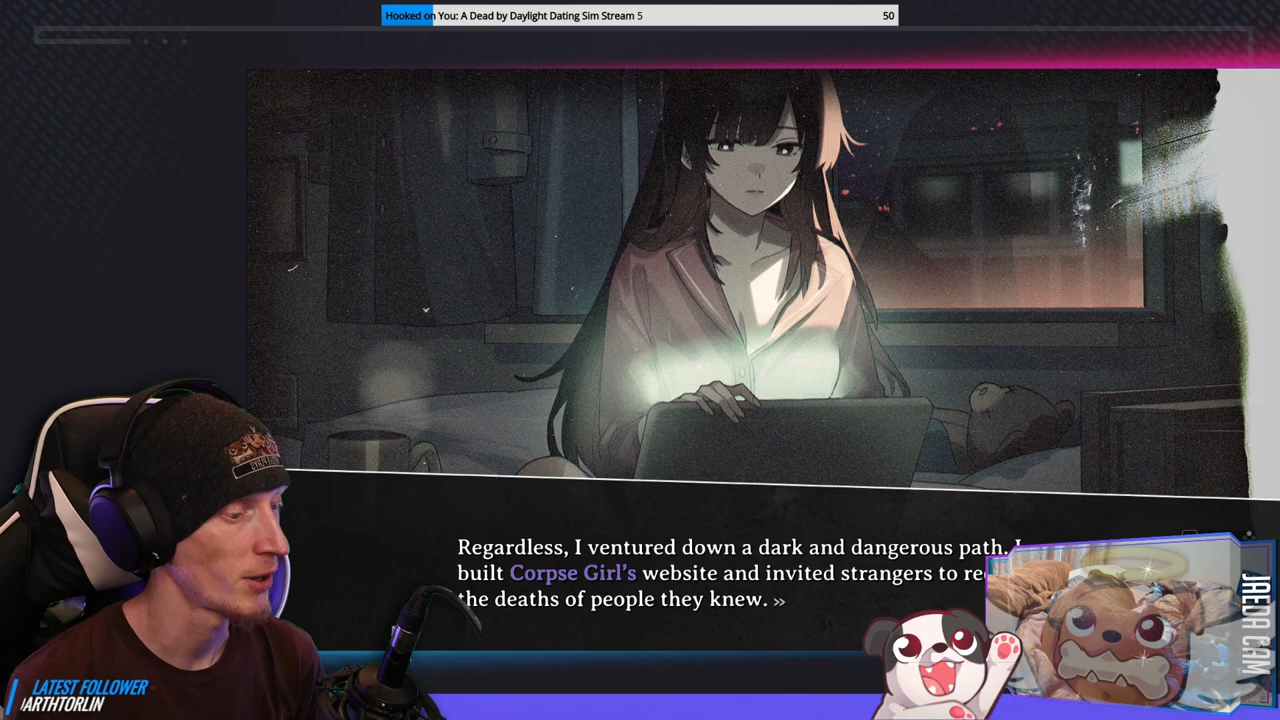 Hooked on You: A Dead by Daylight Dating Sim Stream 5
50
Regardless, I ventured down a dark and dangerous path. I
built Corpse Girl's website and invited strangers to
the deaths of people they knew. »
JAEDA CAM
LATEST FOLLOWER
ARTHTORLIN